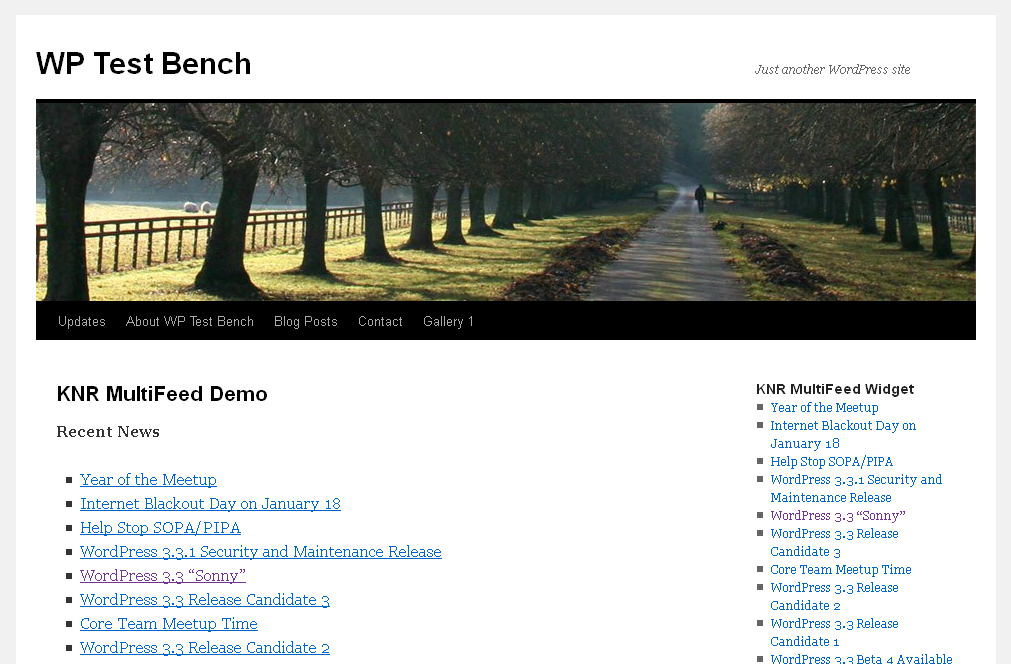 WP Test Bench
Just another WordPress site
Updates About WP Test Bench Blog Posts Contact Gallery 1
KNR MultiFeed Demo
Recent News
Year of the Meetup
Internet Blackout Day on January 18
Help Stop SOPA/PIPA
WordPress 3.3.1 Security and Maintenance Release
WordPress 3.3 “Sonny”
WordPress 3.3 Release Candidate 3
Core Team Meetup Time
WordPress 3.3 Release Candidate 2
KNR MultiFeed Widget
Year of the Meetup
Internet Blackout Day on
January 18
Help Stop SOPA/PIPA
WordPress 3.3.1 Security and
Maintenance Release
WordPress 3.3 “Sonny”
WordPress 3.3 Release
Candidate 3
Core Team Meetup Time
WordPress 3.3 Release
Candidate 2
WordPress 3.3 Release
Candidate 1
WordPress 3.3 Beta 4 Available